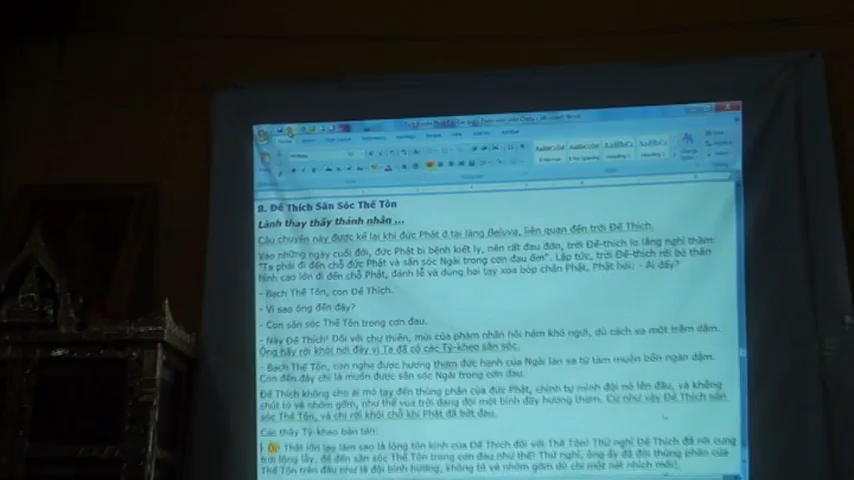 8. Đế Thích Săn Sóc Thế Tôn
Lành thay thấy thánh nhân ...
Câu chuyện này được kể lại khi đức Phật ở tại làng Beluva, liên quan đến trời Đế Thích.
Vào những ngày cuối đời, đức Phật bị bệnh kiết lỵ, nên rất đau đớn, trời Đế-thích lo lắng nghĩ thầm:
"Ta phải đi đến chỗ đức Phật và săn sóc Ngài trong cơn đau ốm". Lập tức, trời Đế-thích rời bỏ thân
hình cao lớn đi đến chỗ Phật, đảnh lễ và dùng hai tay xoa bóp chân Phật, Phật hỏi: - Ai đấy?
- Bạch Thế Tôn, con Đế Thích.
- Vì sao ông đến đây?
- Con săn sóc Thế Tôn trong cơn đau.
- Này Đế Thích! Đối với chư thiên, mùi của phàm nhân hôi hám khó ngửi, dù cách xa một trăm dặm.
Ông hãy rời khỏi nơi đây vì Ta đã có các Tỳ-kheo săn sóc.
- Bạch Thế Tôn, con nghe được hương thơm đức hạnh của Ngài lan xa từ tám muôn bốn ngàn dặm.
Con đến đây chỉ là muốn được săn sóc Ngài trong cơn đau.
Đế Thích không cho ai mó tay đến thùng phân của đức Phật, chính tự mình đội nó lên đầu, và không
chút tỏ vẻ nhờm gớm, như thể vua trời đang đội một bình đầy hương thơm. Cứ như vậy Đế Thích săn
sóc Thế Tôn, và chỉ rời khỏi chỗ khi Phật đã bớt đau.
Các thầy Tỳ-kheo bàn tán:
- Ôi! Thật lớn lao làm sao là lòng tôn kính của Đế Thích đối với Thế Tôn! Thử nghĩ Đế Thích đã rời cung
trời lộng lẫy, để đến săn sóc Thế Tôn trong cơn đau như thế! Thử nghĩ, ông ấy đã đội thùng phân của
Thế Tôn trên đầu như là đội bình hương, không tỏ vẻ nhờm gớm dù chỉ một nét nhích môi!